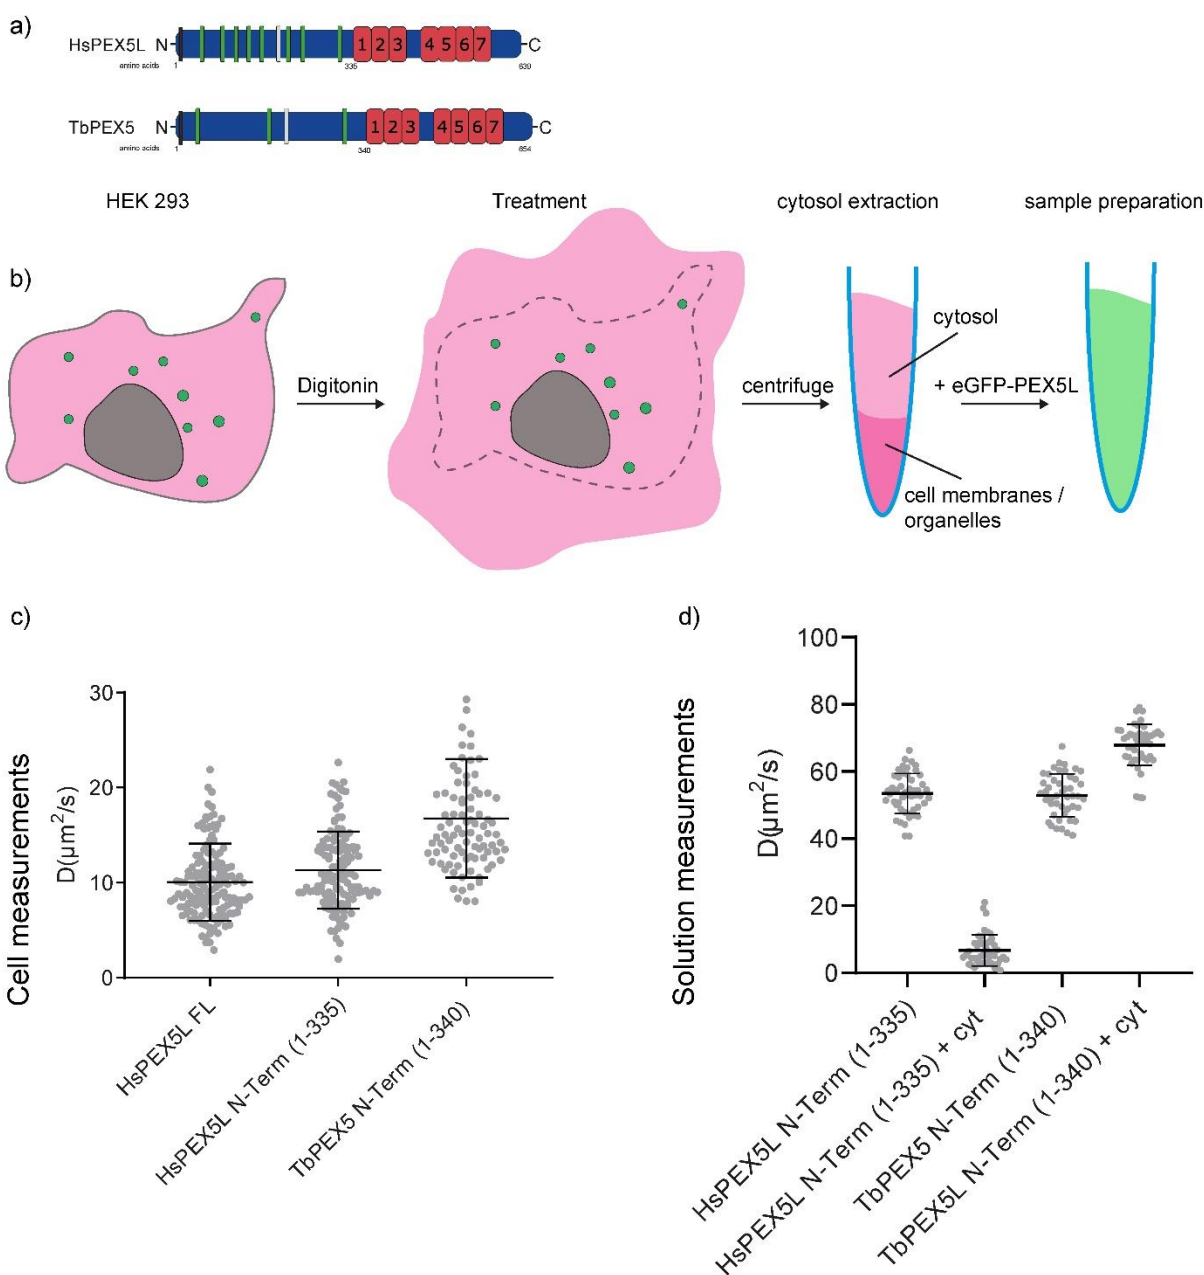 a)
HsPEX5L N 1 2 3 4 5 6 7 C
amino acids 1 335 639
TbPEX5 N 1 2 3 4 5 6 7 C
amino acids 1 340 654
HEK 293 Treatment cytosol extraction sample preparation
b)
cytosol
Digitonin centrifuge + eGFP-PEX5L
cell membranes /
organelles
c)
Cell measurements
D(μm²/s)
30
20
10
0
HsPEX5L FL
HsPEX5L N-Term (1-335)
TbPEX5 N-Term (1-340)
d)
Solution measurements
D(μm²/s)
100
80
60
40
20
0
HsPEX5L N-Term (1-335)
HsPEX5L N-Term (1-335) + cyt
TbPEX5 N-Term (1-340)
TbPEX5L N-Term (1-340) + cyt